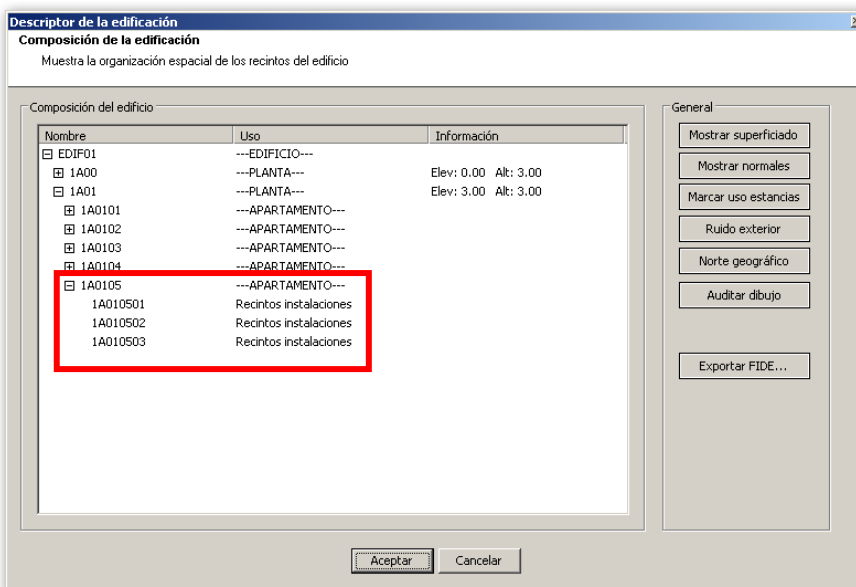 Descriptor de la edificación
Composición de la edificación
Muestra la organización espacial de los recintos del edificio
Composición del edificio
Nombre Uso Información
EDIF01 ---EDIFICIO---
1A00 ---PLANTA--- Elev: 0.00 Alt: 3.00
1A01 ---PLANTA--- Elev: 3.00 Alt: 3.00
1A0101 ---APARTAMENTO---
1A0102 ---APARTAMENTO---
1A0103 ---APARTAMENTO---
1A0104 ---APARTAMENTO---
1A0105 ---APARTAMENTO---
1A010501 Recintos instalaciones
1A010502 Recintos instalaciones
1A010503 Recintos instalaciones
General
Mostrar superficiado
Mostrar normales
Marcar uso estancias
Ruido exterior
Norte geográfico
Auditar dibujo
Exportar FIDE...
Aceptar Cancelar